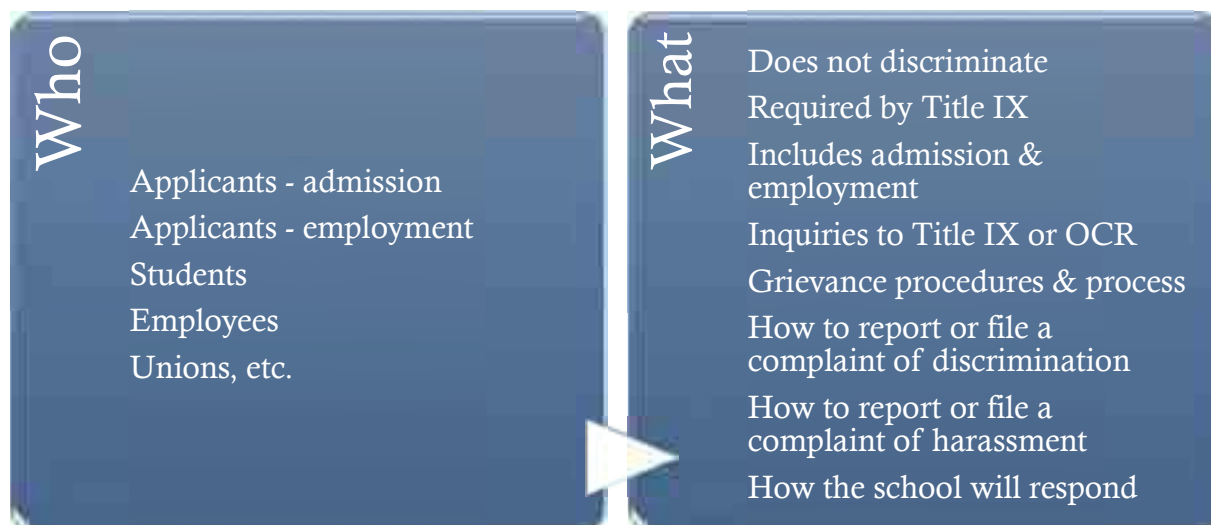 Who
Applicants - admission
Applicants - employment
Students
Employees
Unions, etc.
What
Does not discriminate
Required by Title IX
Includes admission &
employment
Inquiries to Title IX or OCR
Grievance procedures & process
How to report or file a
complaint of discrimination
How to report or file a
complaint of harassment
How the school will respond